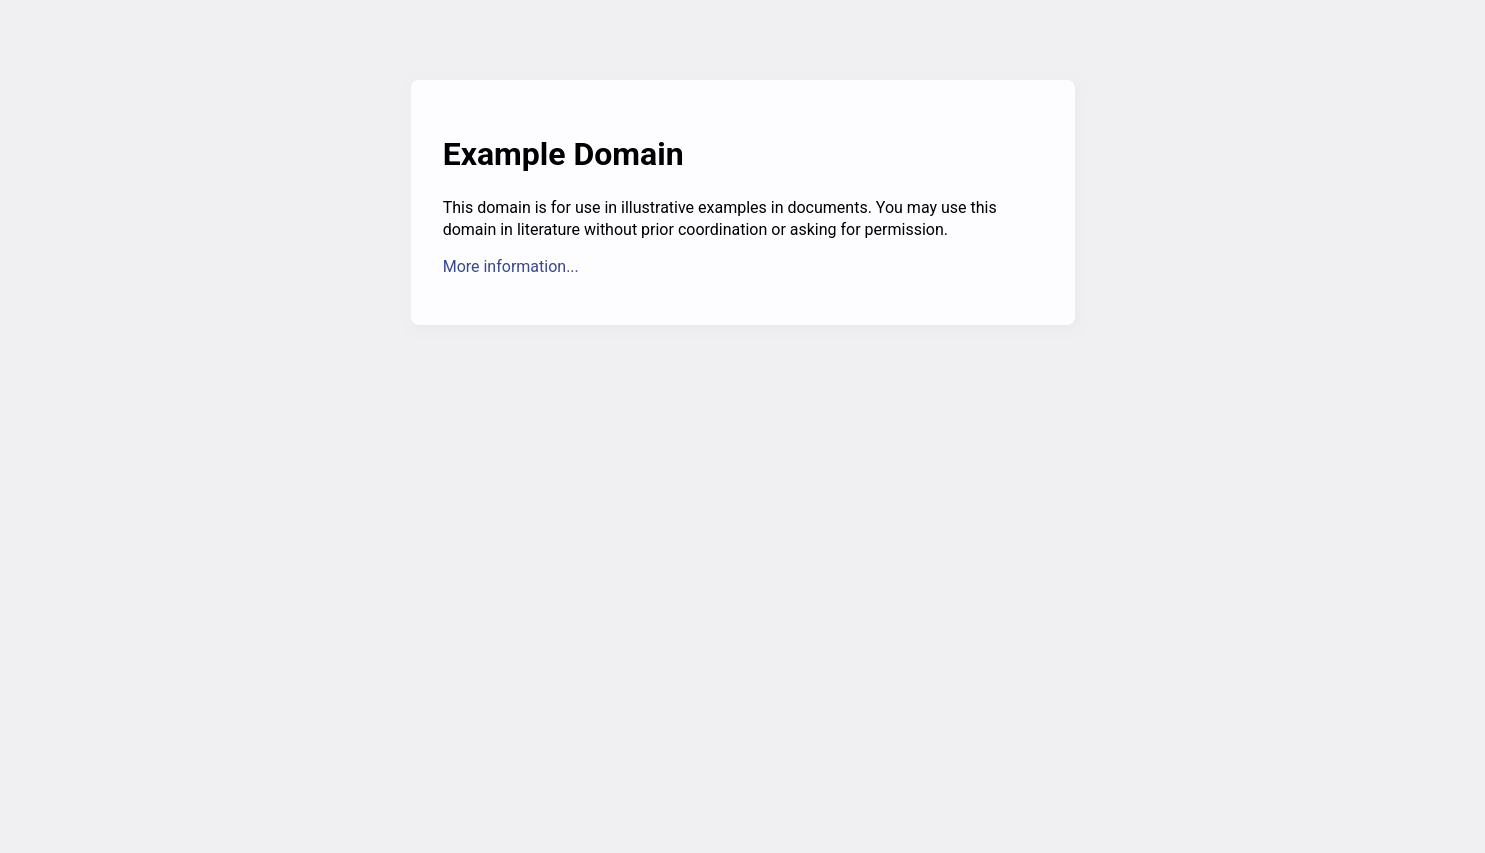 Example Domain
This domain is for use in illustrative examples in documents. You may use this
domain in literature without prior coordination or asking for permission.
More information...